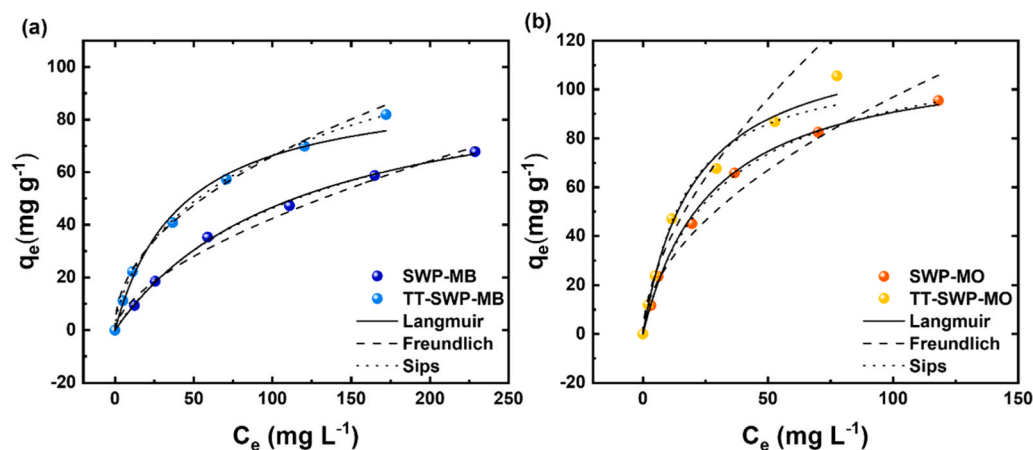 (a)
100
80
60
40
20
0
-20
qe(mg g-1)
0 50 100 150 200 250
Ce (mg L-1)
SWP-MB
TT-SWP-MB
Langmuir
Freundlich
Sips
(b)
120
100
80
60
40
20
0
-20
qe(mg g-1)
0 50 100 150
Ce (mg L-1)
SWP-MO
TT-SWP-MO
Langmuir
Freundlich
Sips